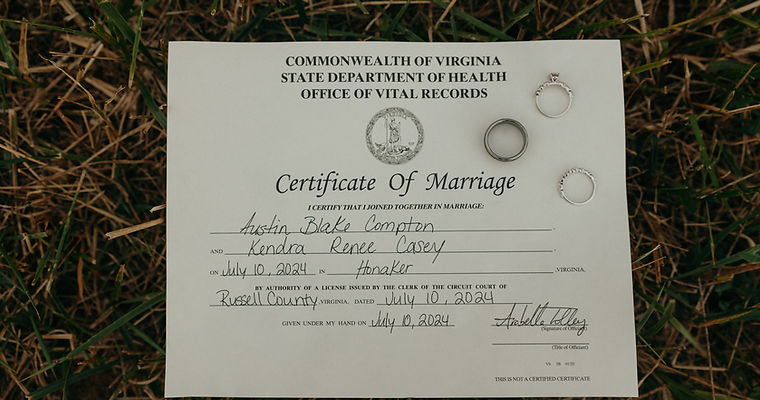 COMMONWEALTH OF VIRGINIA
STATE DEPARTMENT OF HEALTH
OFFICE OF VITAL RECORDS
Certificate Of Marriage
I CERTIFY THAT I JOINED TOGETHER IN MARRIAGE:
Austin Blake Compton
AND Kendra Renee Casey
ON July 10, 2024 IN Honaker, VIRGINIA,
BY AUTHORITY OF A LICENSE ISSUED BY THE CLERK OF THE CIRCUIT COURT OF
Russell County, VIRGINIA, DATED July 10, 2024
GIVEN UNDER MY HAND ON July 10, 2024 Arabella
(Signature of Officiant)
(Title of Officiant)
THIS IS NOT A CERTIFIED CERTIFICATE